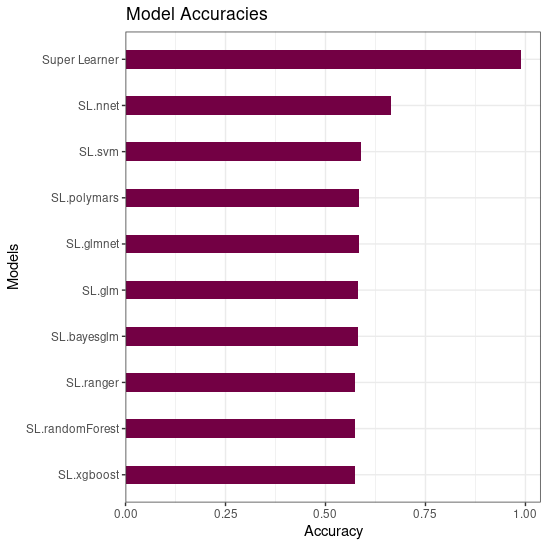 Model Accuracies
Super Learner
SL.nnet
SL.svm
SL.polymars
SL.glmnet
SL.glm
SL.bayesglm
SL.ranger
SL.randomForest
SL.xgboost
Models
0.00 0.25 0.50 0.75 1.00
Accuracy